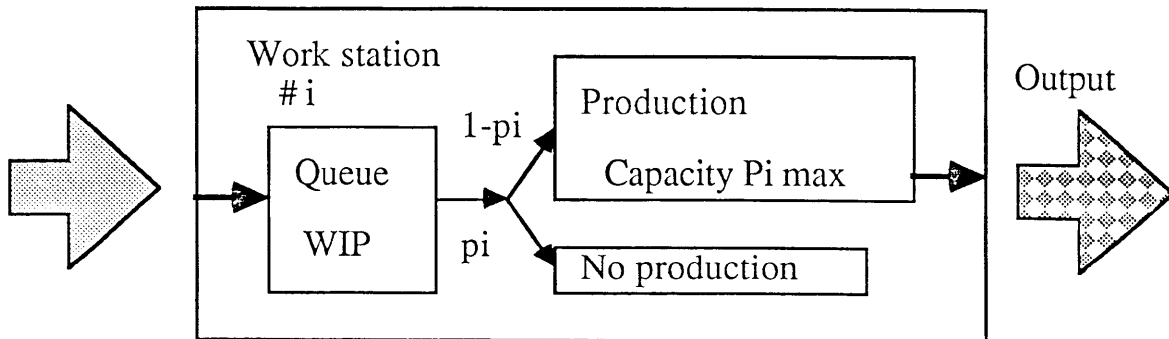 Work station
# i
Queue
WIP
1-pi
pi
Production
Capacity Pi max
No production
Output